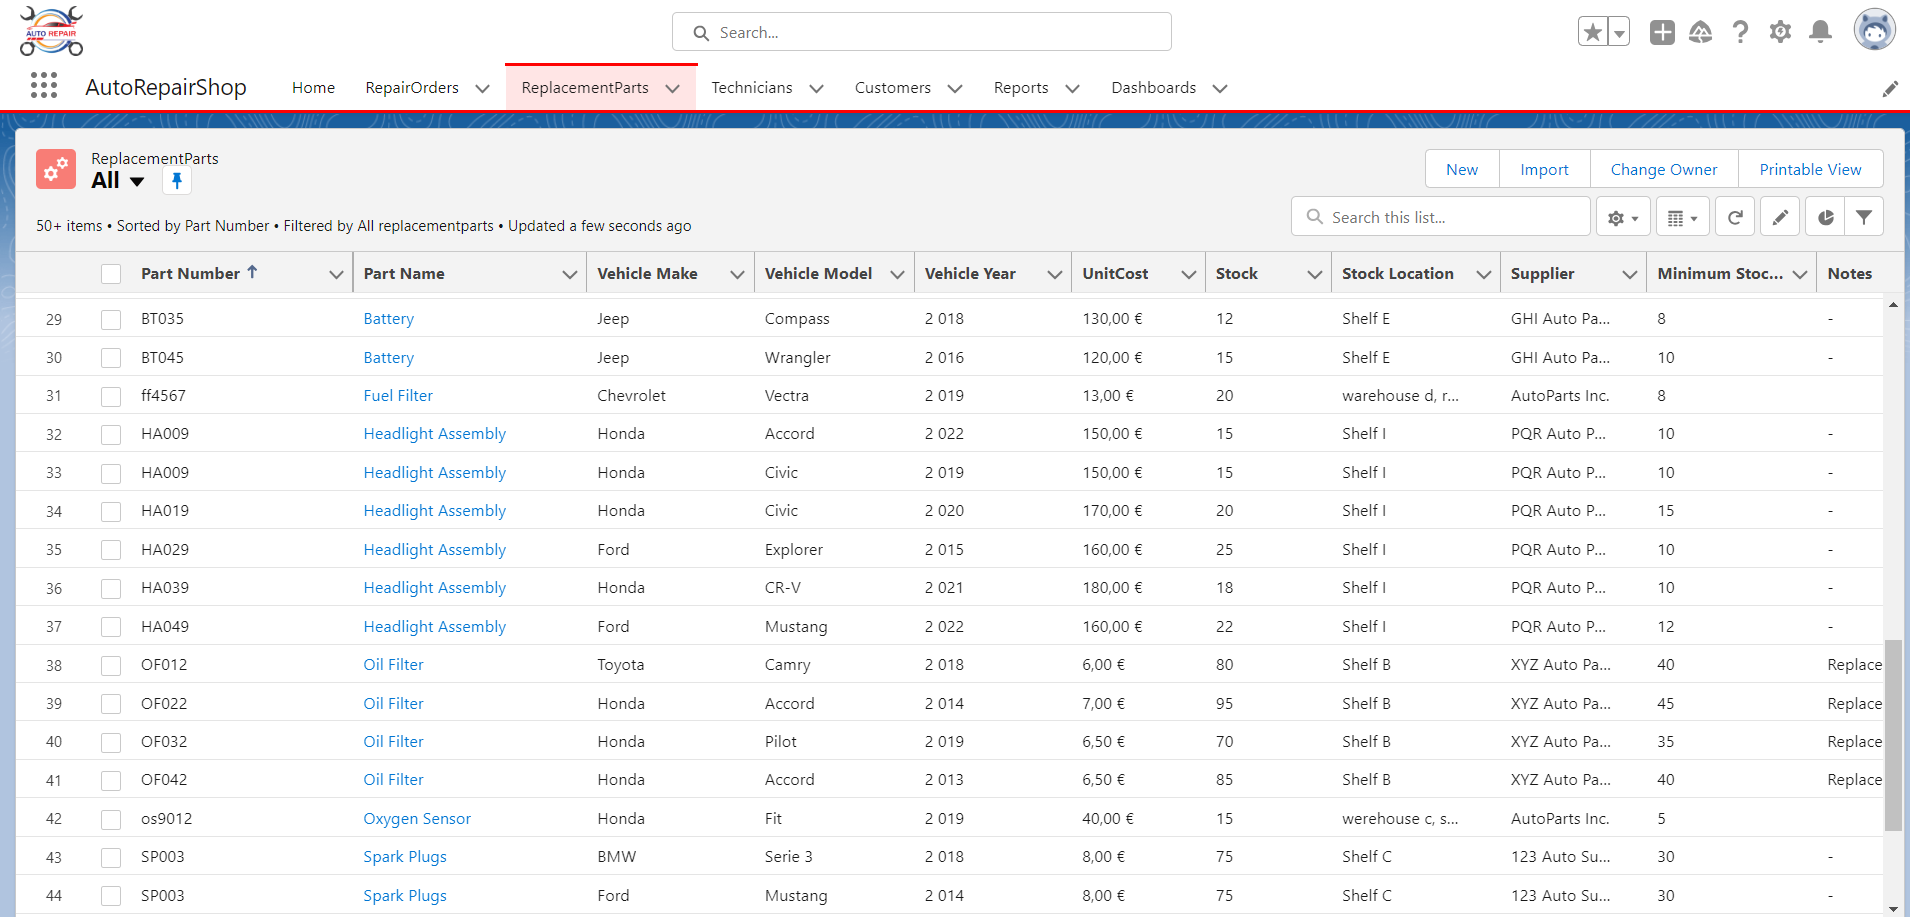 AUTO REPAIR
Search...
AutoRepairShop Home RepairOrders ReplacementParts Technicians Customers Reports Dashboards
ReplacementParts
All
New Import Change Owner Printable View
50+ items • Sorted by Part Number • Filtered by All replacementparts • Updated a few seconds ago
Search this list...
Part Number Part Name Vehicle Make Vehicle Model Vehicle Year UnitCost Stock Stock Location Supplier Minimum Stoc... Notes
29 BT035 Battery Jeep Compass 2 018 130,00 € 12 Shelf E GHI Auto Pa... 8 -
30 BT045 Battery Jeep Wrangler 2 016 120,00 € 15 Shelf E GHI Auto Pa... 10 -
31 ff4567 Fuel Filter Chevrolet Vectra 2 019 13,00 € 20 warehouse d, r... AutoParts Inc. 8
32 HA009 Headlight Assembly Honda Accord 2 022 150,00 € 15 Shelf I PQR Auto P... 10 -
33 HA009 Headlight Assembly Honda Civic 2 019 150,00 € 15 Shelf I PQR Auto P... 10 -
34 HA019 Headlight Assembly Honda Civic 2 020 170,00 € 20 Shelf I PQR Auto P... 15 -
35 HA029 Headlight Assembly Ford Explorer 2 015 160,00 € 25 Shelf I PQR Auto P... 10 -
36 HA039 Headlight Assembly Honda CR-V 2 021 180,00 € 18 Shelf I PQR Auto P... 10 -
37 HA049 Headlight Assembly Ford Mustang 2 022 160,00 € 22 Shelf I PQR Auto P... 12 -
38 OF012 Oil Filter Toyota Camry 2 018 6,00 € 80 Shelf B XYZ Auto Pa... 40 Replace
39 OF022 Oil Filter Honda Accord 2 014 7,00 € 95 Shelf B XYZ Auto Pa... 45 Replace
40 OF032 Oil Filter Honda Pilot 2 019 6,50 € 70 Shelf B XYZ Auto Pa... 35 Replace
41 OF042 Oil Filter Honda Accord 2 013 6,50 € 85 Shelf B XYZ Auto Pa... 40 Replace
42 os9012 Oxygen Sensor Honda Fit 2 019 40,00 € 15 werehouse c, s... AutoParts Inc. 5
43 SP003 Spark Plugs BMW Serie 3 2 018 8,00 € 75 Shelf C 123 Auto Su... 30 -
44 SP003 Spark Plugs Ford Mustang 2 014 8,00 € 75 Shelf C 123 Auto Su... 30 -